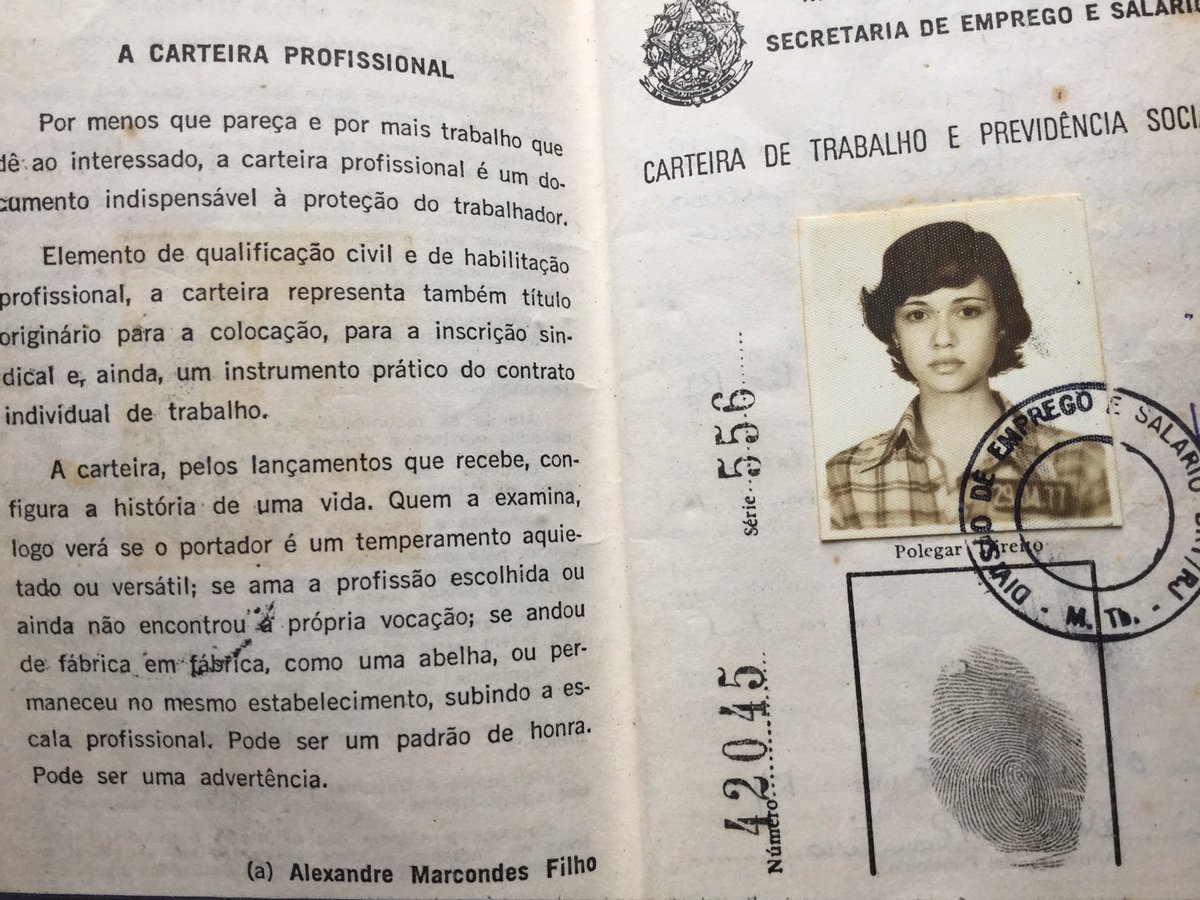 A CARTEIRA PROFISSIONAL
Por menos que pareça e por mais trabalho que
dê ao interessado, a carteira profissional é um do-
cumento indispensável à proteção do trabalhador.
Elemento de qualificação civil e de habilitação
profissional, a carteira representa também título
originário para a colocação, para a inscrição sin-
dical e, ainda, um instrumento prático do contrato
individual de trabalho.
A carteira, pelos lançamentos que recebe, con-
figura a história de uma vida. Quem a examina,
logo verá se o portador é um temperamento aquie-
tado ou versátil; se ama a profissão escolhida ou
ainda não encontrou a própria vocação; se andou
de fábrica em fábrica, como uma abelha, ou per-
maneceu no mesmo estabelecimento, subindo a es-
cala profissional. Pode ser um padrão de honra.
Pode ser uma advertência.
(a) Alexandre Marcondes Filho
SECRETARIA DE EMPREGO E SALÁRIO
CARTEIRA DE TRABALHO E PREVIDÊNCIA SOCIA
Série 556
Número 42045
Polegar Direito
DIVISÃO DE EMPREGO E SALARIO
/RJ
- M. Tb. -